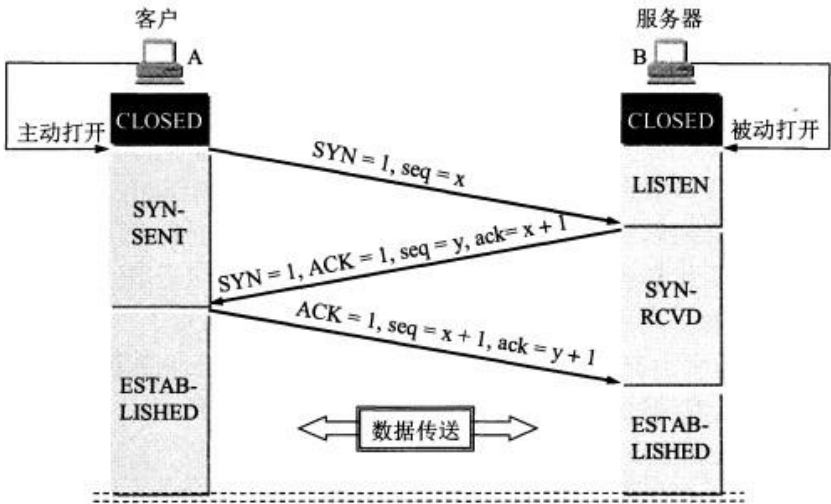 客户
服务器
A
B
CLOSED
CLOSED
主动打开
被动打开
SYN = 1, seq = x
LISTEN
SYN-
SENT
SYN = 1, ACK = 1, seq = y, ack= x + 1
SYN-
RCVD
ACK = 1, seq = x + 1, ack = y + 1
ESTAB-
LISHED
数据传送
ESTAB-
LISHED